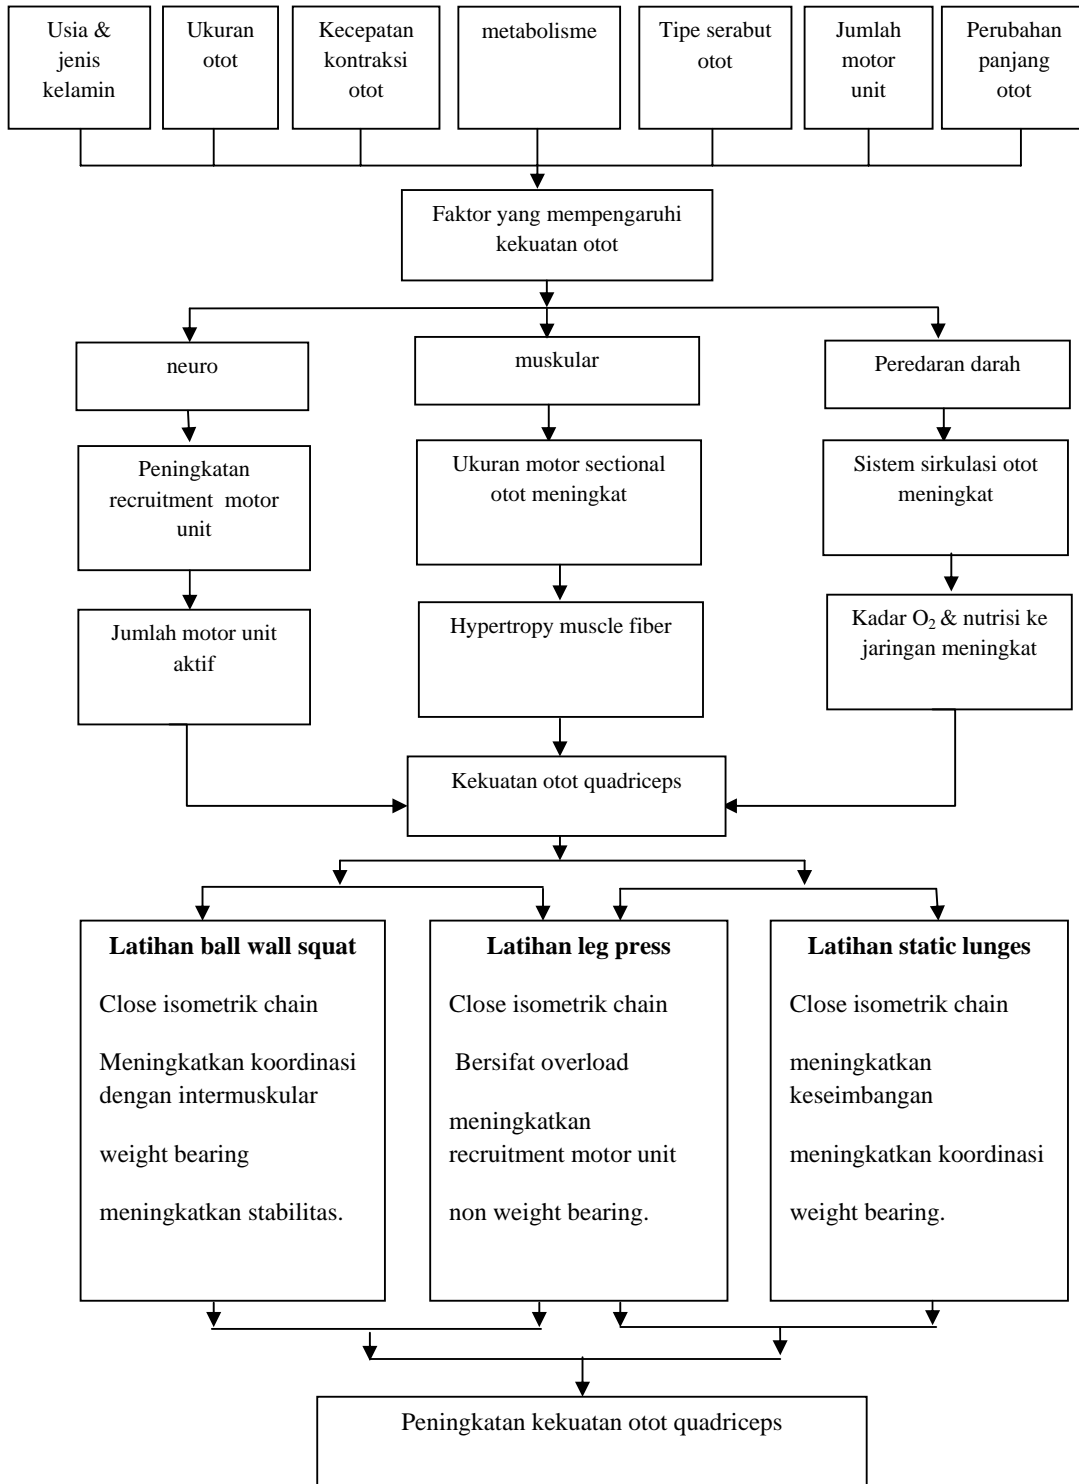 Usia &
jenis
kelamin
Ukuran
otot
Kecepatan
kontraksi
otot
metabolisme
Tipe serabut
otot
Jumlah
motor
unit
Perubahan
panjang
otot
Faktor yang mempengaruhi
kekuatan otot
neuro
muskular
Peredaran darah
Peningkatan
recruitment motor
unit
Ukuran motor sectional
otot meningkat
Sistem sirkulasi otot
meningkat
Jumlah motor unit
aktif
Hypertropy muscle fiber
Kadar O₂ & nutrisi ke
jaringan meningkat
Kekuatan otot quadriceps
Latihan ball wall squat
Close isometrik chain
Meningkatkan koordinasi
dengan intermuskular
weight bearing
meningkatkan stabilitas.
Latihan leg press
Close isometrik chain
Bersifat overload
meningkatkan
recruitment motor unit
non weight bearing.
Latihan static lunges
Close isometrik chain
meningkatkan
keseimbangan
meningkatkan koordinasi
weight bearing.
Peningkatan kekuatan otot quadriceps